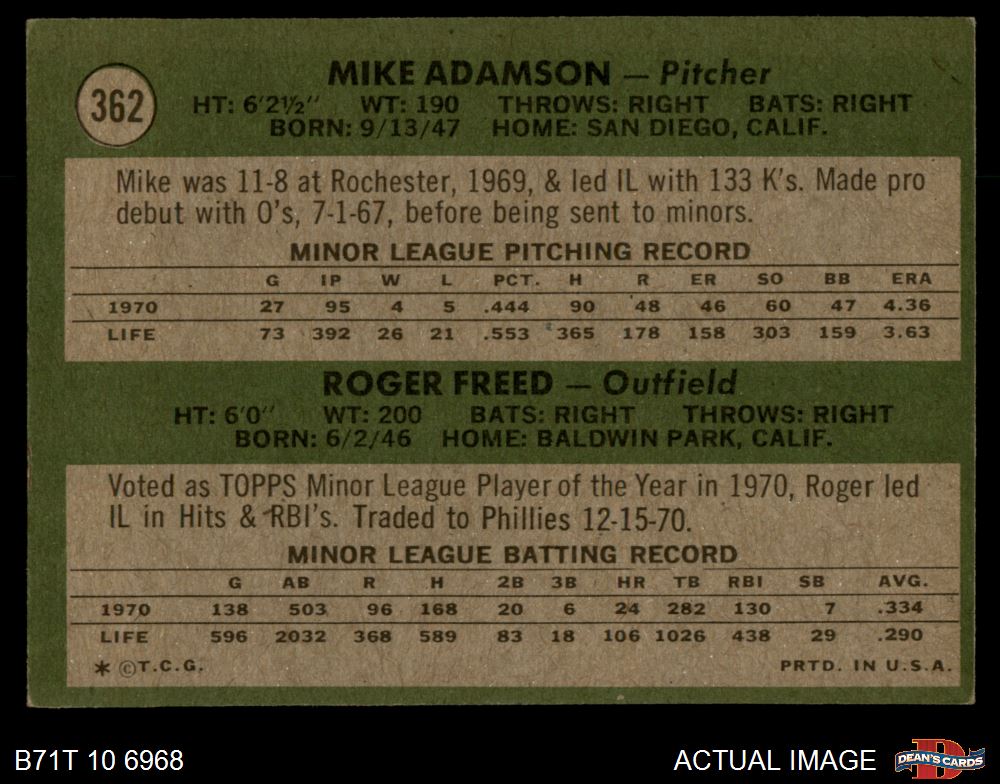 362
MIKE ADAMSON — Pitcher
HT: 6'2½" WT: 190 THROWS: RIGHT BATS: RIGHT
BORN: 9/13/47 HOME: SAN DIEGO, CALIF.
Mike was 11-8 at Rochester, 1969, & led IL with 133 K's. Made pro
debut with O's, 7-1-67, before being sent to minors.
MINOR LEAGUE PITCHING RECORD
G IP W L PCT. H R ER SO BB ERA
1970 27 95 4 5 .444 90 48 46 60 47 4.36
LIFE 73 392 26 21 .553 365 178 158 303 159 3.63
ROGER FREED — Outfield
HT: 6'0" WT: 200 BATS: RIGHT THROWS: RIGHT
BORN: 6/2/46 HOME: BALDWIN PARK, CALIF.
Voted as TOPPS Minor League Player of the Year in 1970, Roger led
IL in Hits & RBI's. Traded to Phillies 12-15-70.
MINOR LEAGUE BATTING RECORD
G AB R H 2B 3B HR TB RBI SB AVG.
1970 138 503 96 168 20 6 24 282 130 7 .334
LIFE 596 2032 368 589 83 18 106 1026 438 29 .290
* ©T.C.G. PRTD. IN U.S.A.
B71T 10 6968 ACTUAL IMAGE D DEAN'S CARDS